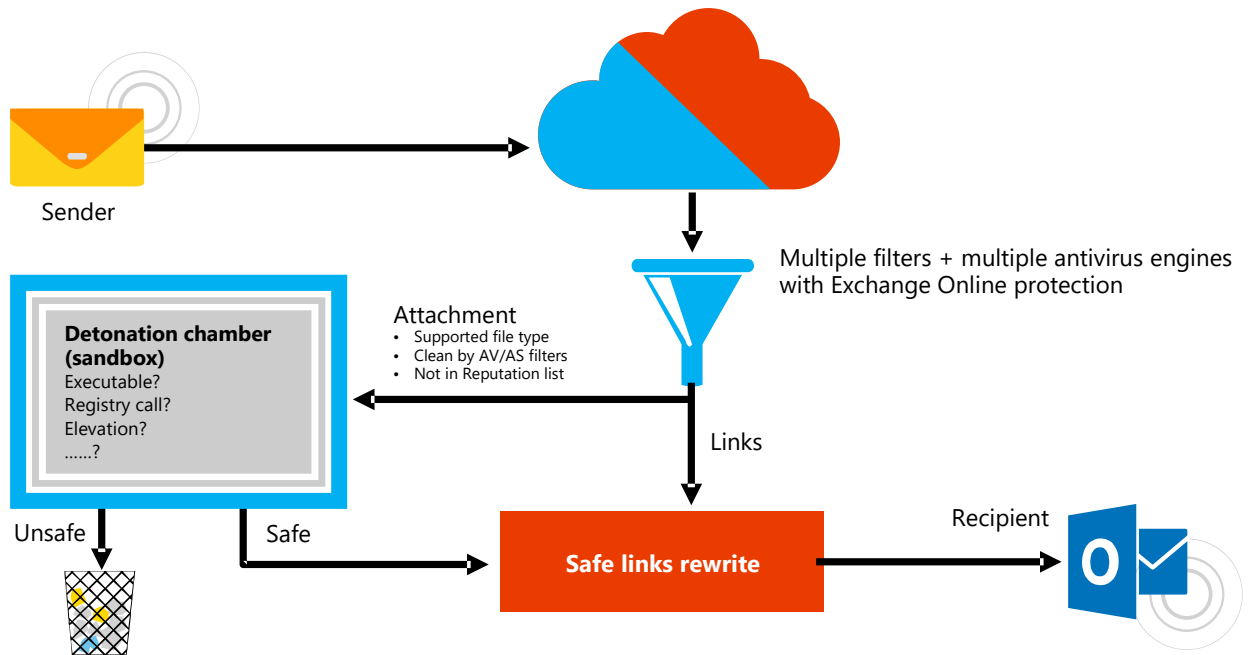 Sender
Multiple filters + multiple antivirus engines
with Exchange Online protection
Attachment
• Supported file type
• Clean by AV/AS filters
• Not in Reputation list
Detonation chamber
(sandbox)
Executable?
Registry call?
Elevation?
......?
Links
Unsafe
Safe
Safe links rewrite
Recipient
O